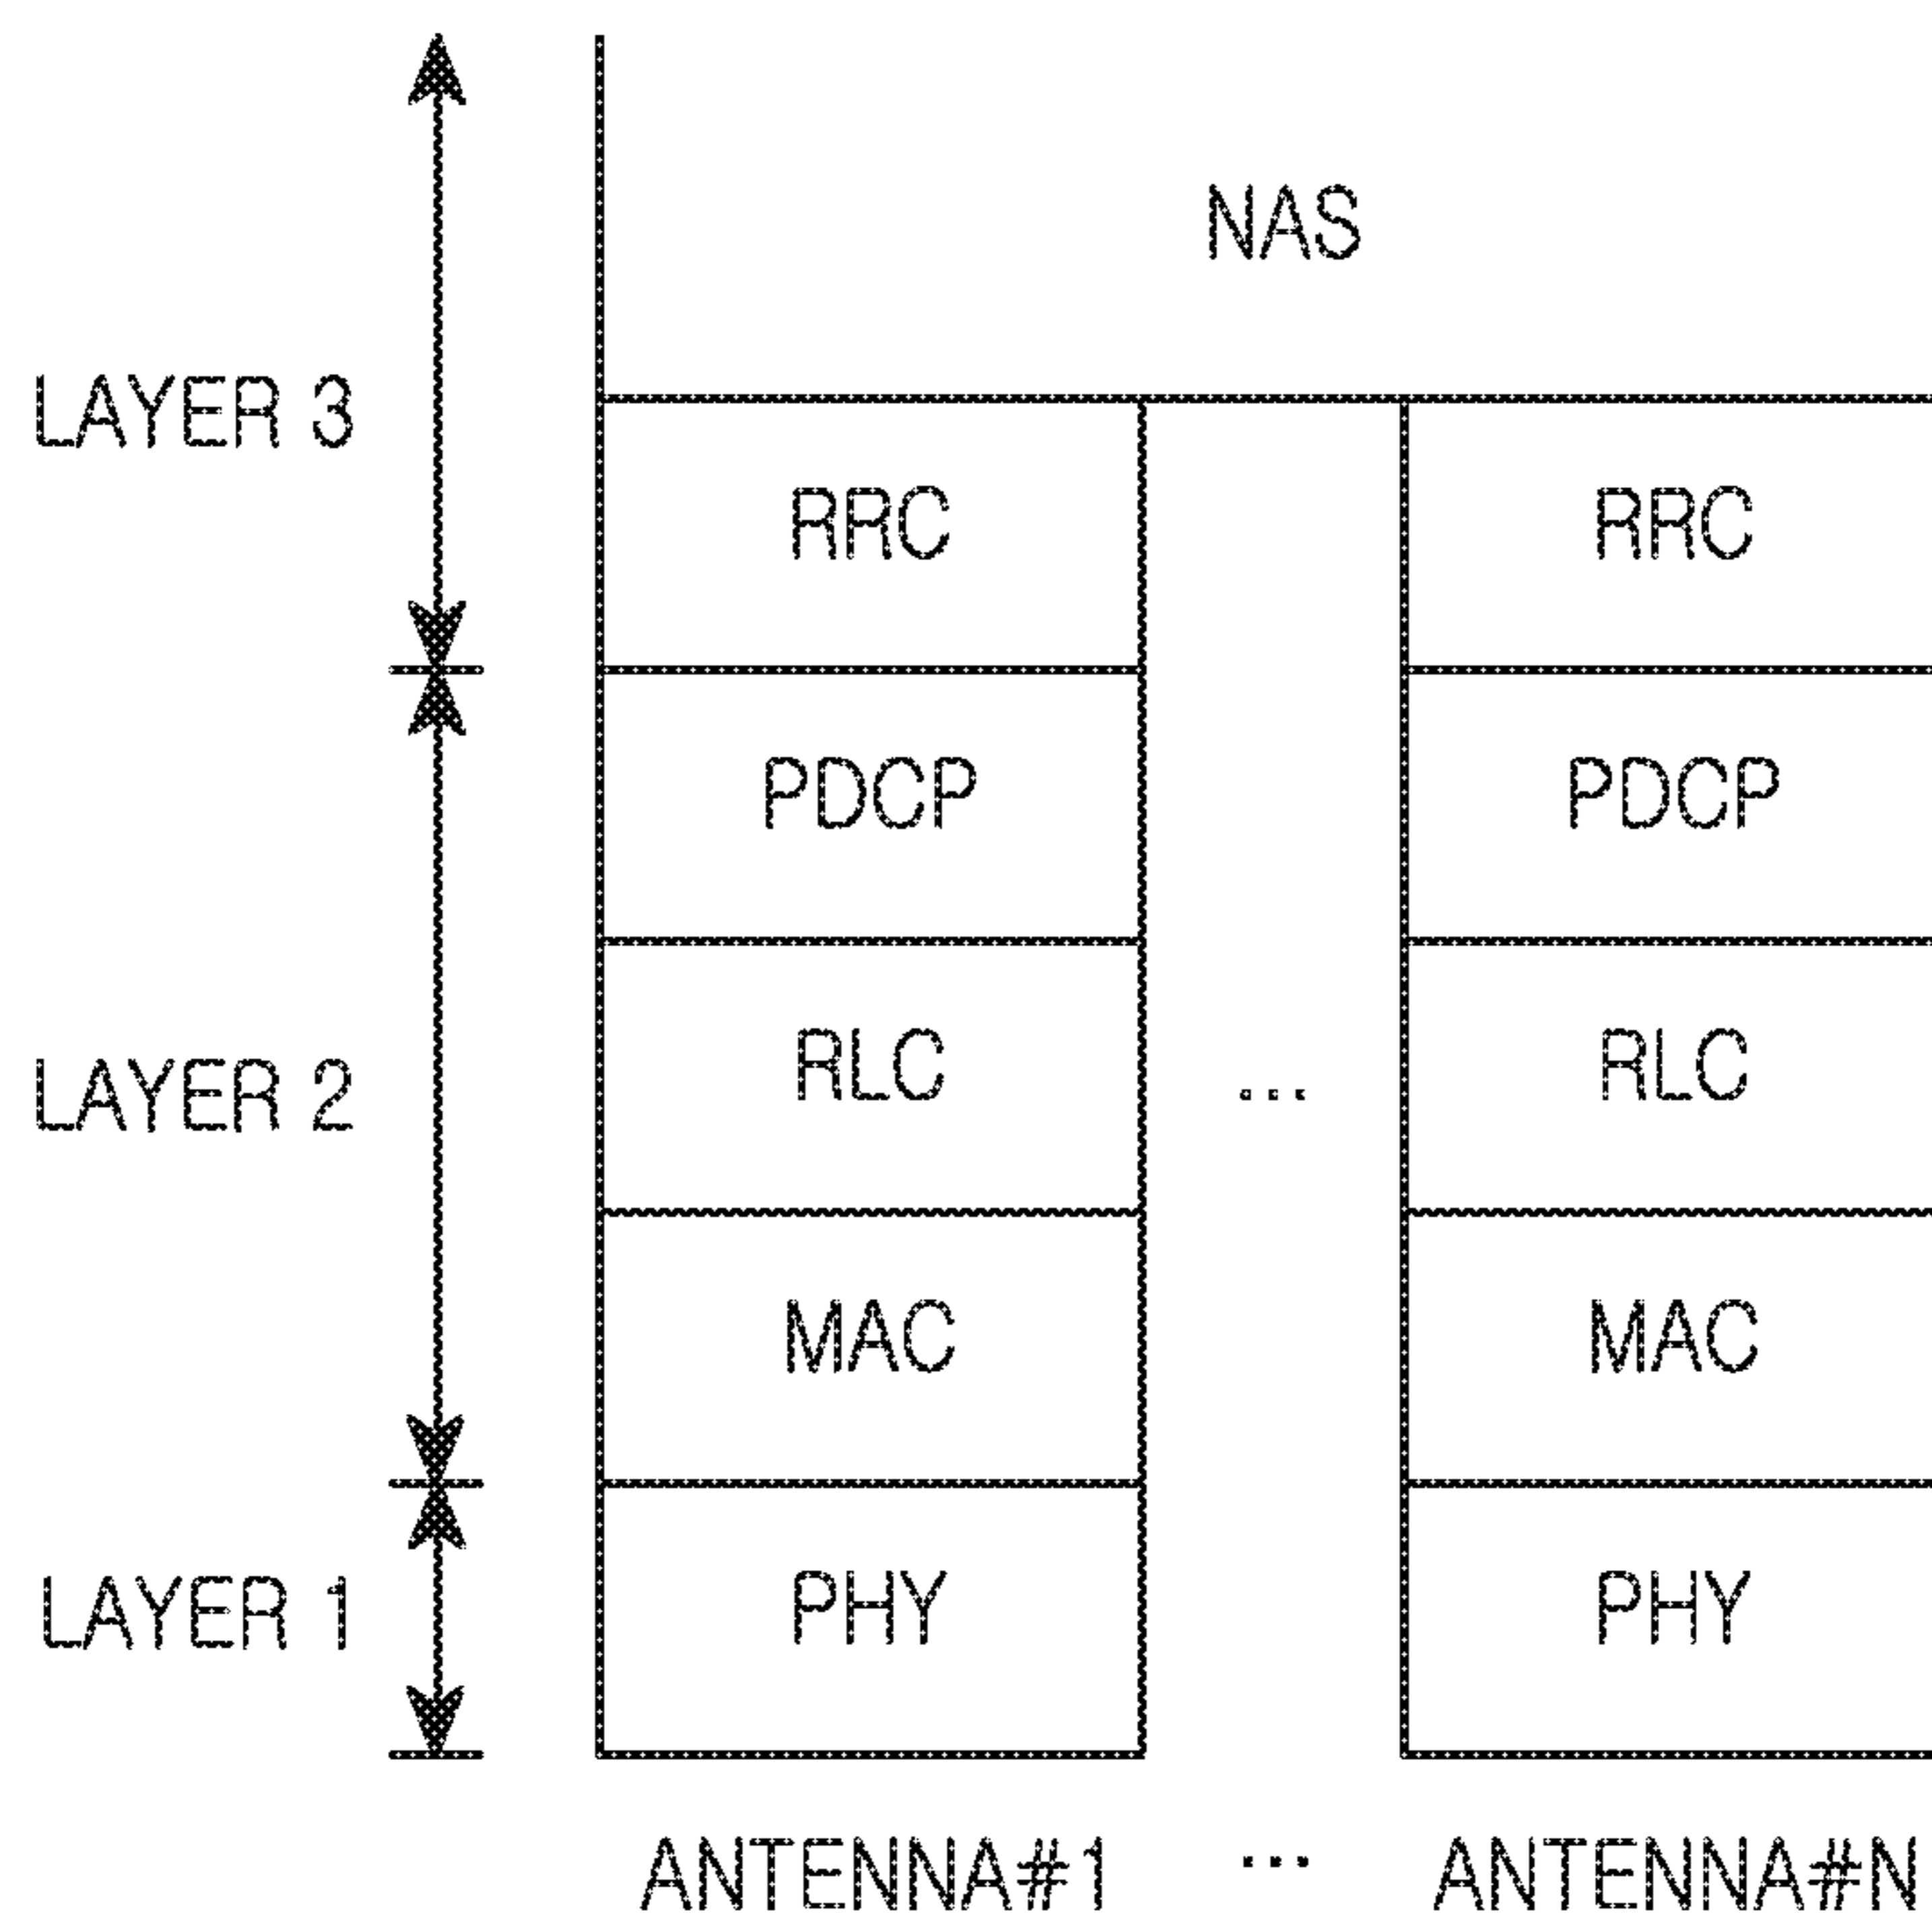 NAS
LAYER 3
RRC RRC
PDCP PDCP
LAYER 2
RLC ... RLC
MAC MAC
LAYER 1
PHY PHY
ANTENNA#1 ... ANTENNA#N